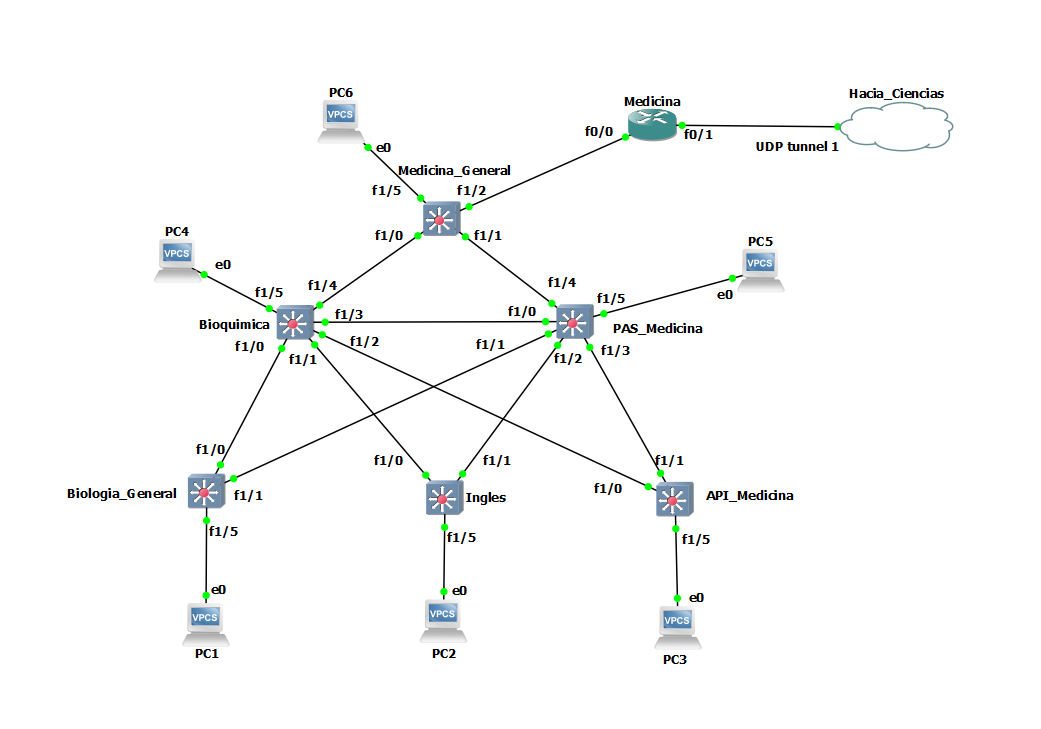 PC6
VPCS
e0
Medicina
f0/0
f0/1
Hacia_Ciencias
UDP tunnel 1
Medicina_General
f1/5
f1/2
f1/0
f1/1
PC4
VPCS
e0
f1/5
f1/4
Bioquimica
f1/3
f1/0
f1/1
f1/2
PC5
VPCS
e0
f1/4
f1/5
f1/0
PAS_Medicina
f1/1
f1/2
f1/3
f1/0
Biologia_General
f1/1
f1/5
f1/0
f1/1
Ingles
f1/5
f1/1
f1/0
API_Medicina
f1/5
e0
VPCS
PC1
e0
VPCS
PC2
e0
VPCS
PC3